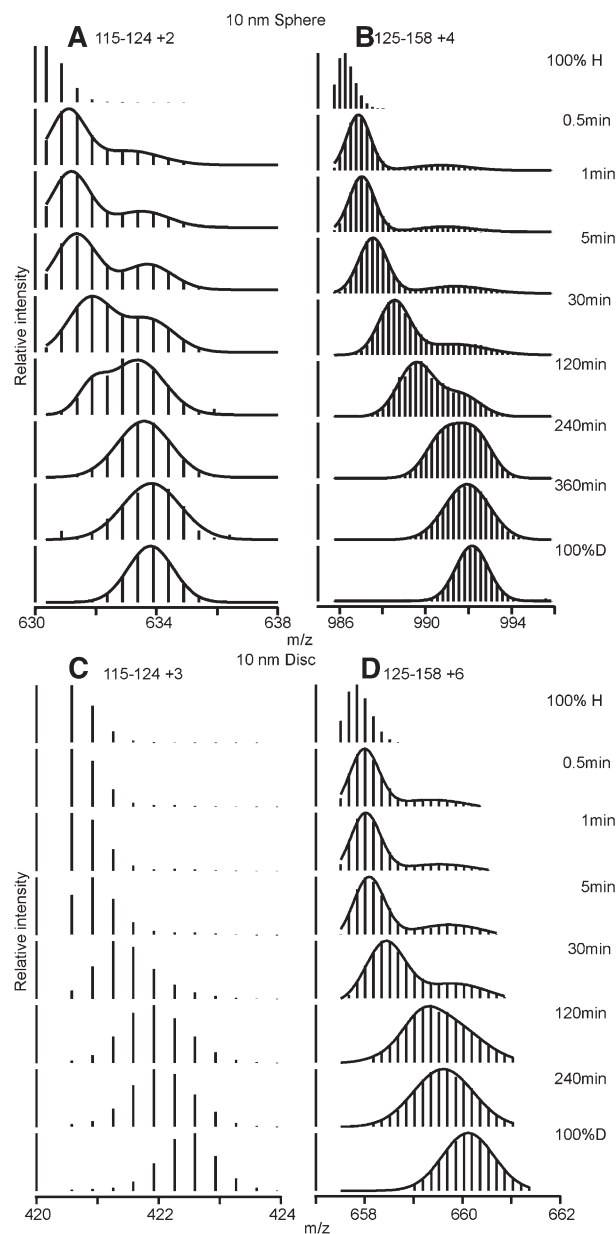 10 nm Sphere
A 115-124 +2
B 125-158 +4
100% H
0.5min
1min
5min
30min
120min
240min
360min
100%D
Relative intensity
630 634 638
986 990 994
m/z
10 nm Disc
C 115-124 +3
D 125-158 +6
100% H
0.5min
1min
5min
30min
120min
240min
100%D
Relative intensity
420 422 424
658 660 662
m/z